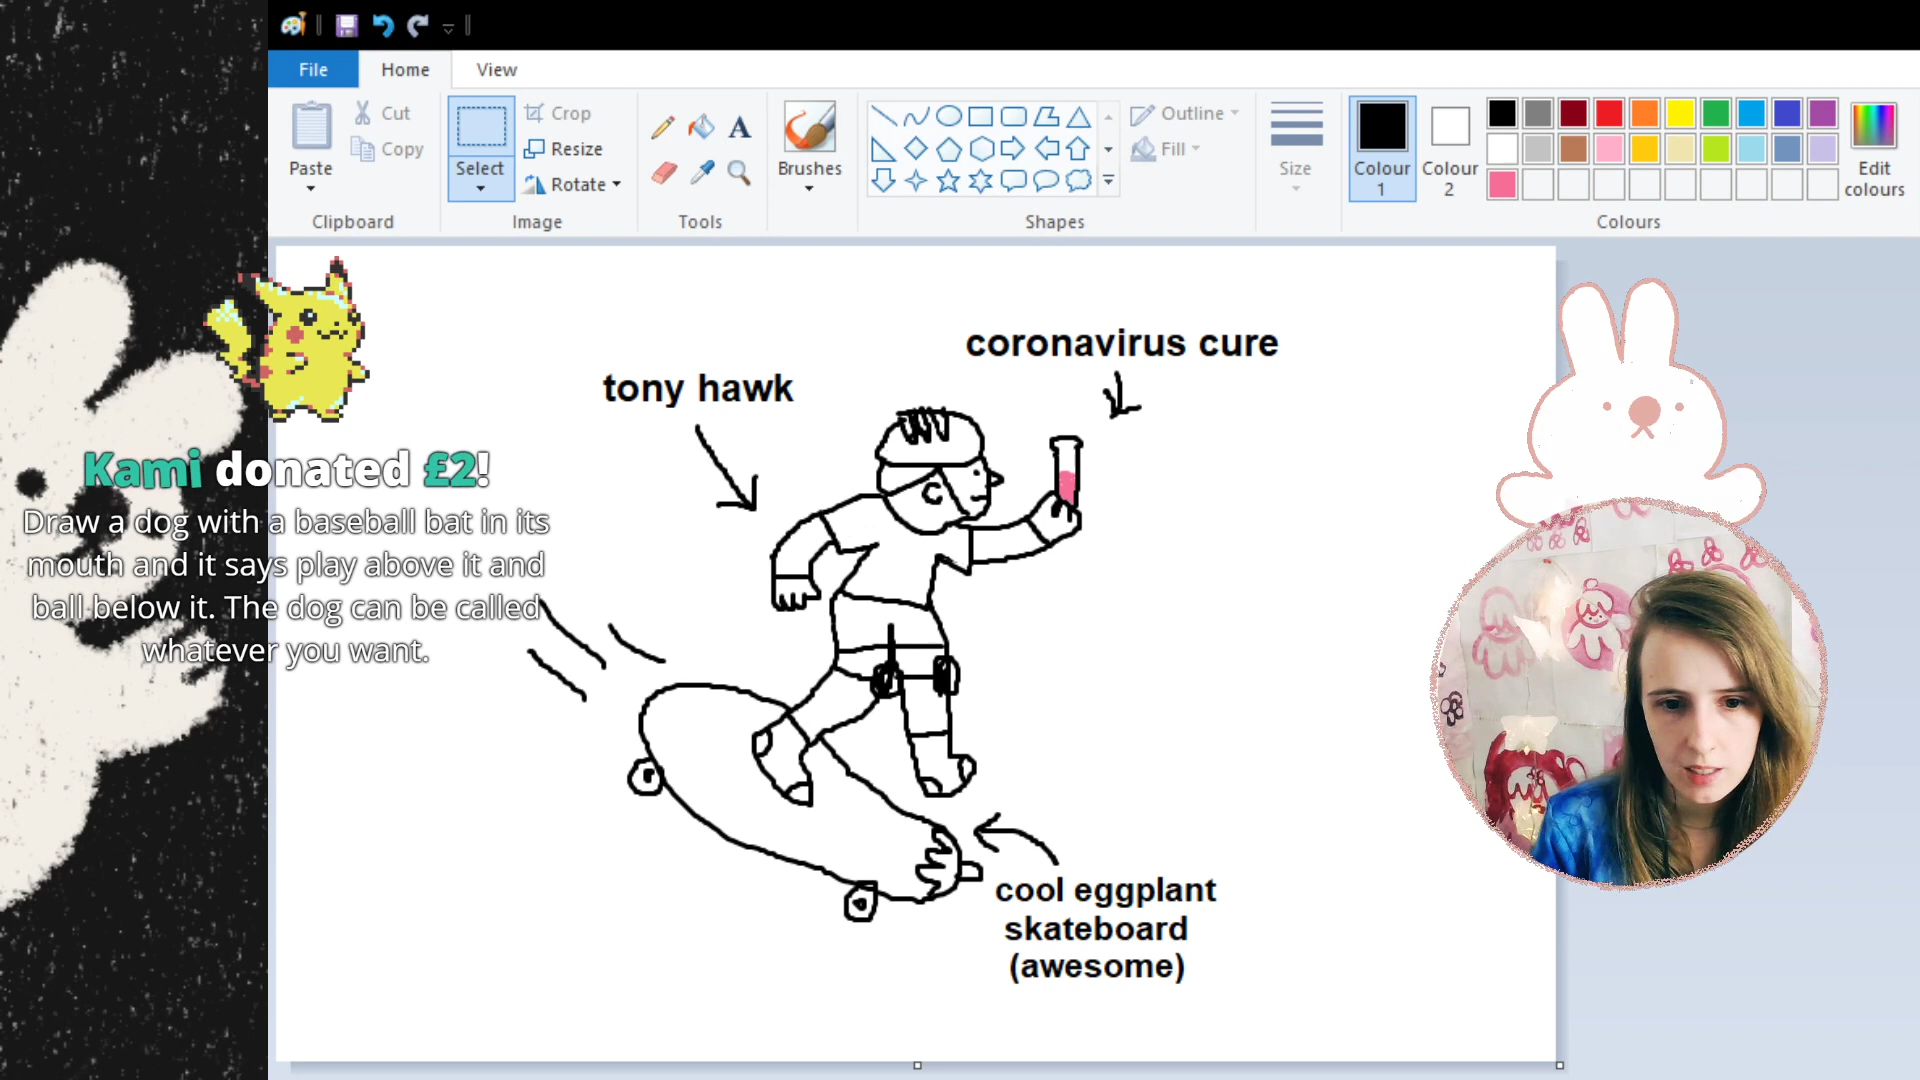 File
Home
View
Paste
Cut
Copy
Clipboard
Select
Crop
Resize
Rotate
Image
A
Tools
Brushes
Shapes
Outline
Fill
Size
Colour
1
Colour
2
Edit
colours
Colours
coronavirus cure
tony hawk
Kami donated £2!
Draw a dog with a baseball bat in its
mouth and it says play above it and
ball below it. The dog can be called
whatever you want.
cool eggplant
skateboard
(awesome)